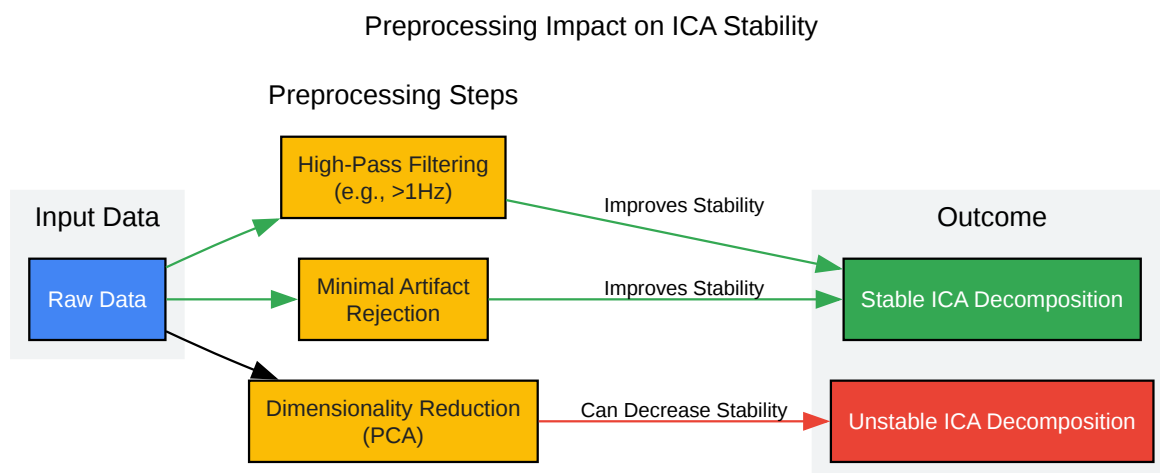 Preprocessing Impact on ICA Stability
Preprocessing Steps
High-Pass Filtering
(e.g., >1Hz)
Input Data
Improves Stability
Outcome
Raw Data
Minimal Artifact
Rejection
Improves Stability
Stable ICA Decomposition
Dimensionality Reduction
(PCA)
Can Decrease Stability
Unstable ICA Decomposition